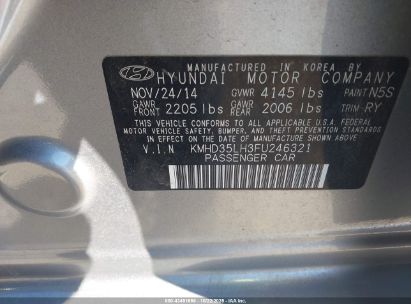 MANUFACTURED IN KOREA BY
HYUNDAI MOTOR COMPANY
NOV/24/14 GVWR 4145 lbs PAINT N5S
GAWR FRONT 2205 lbs GAWR REAR 2006 lbs TRIM RY
THIS VEHICLE CONFORMS TO ALL APPLICABLE U.S.A. FEDERAL
MOTOR VEHICLE SAFETY, BUMPER, AND THEFT PREVENTION STANDARDS
IN EFFECT ON THE DATE OF MANUFACTURE SHOWN ABOVE.
V.I.N KMHD35LH3FU246321
PASSENGER CAR